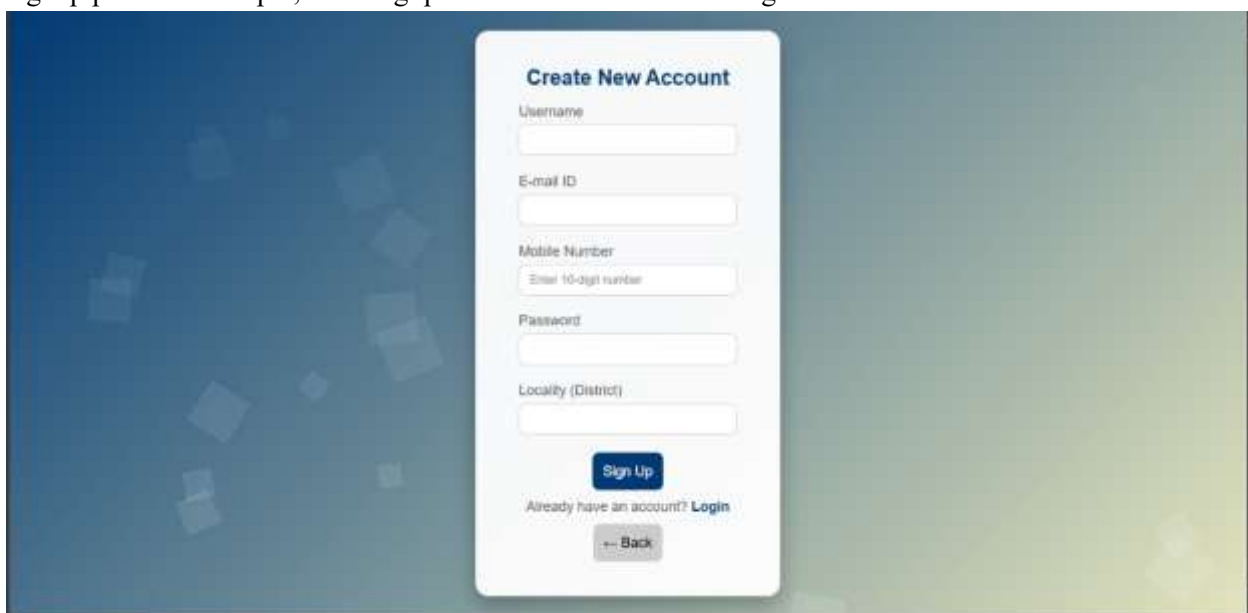 Create New Account
Username
E-mail ID
Mobile Number
Enter 10-digit number
Password
Locality (District)
Sign Up
Already have an account? Login
← Back